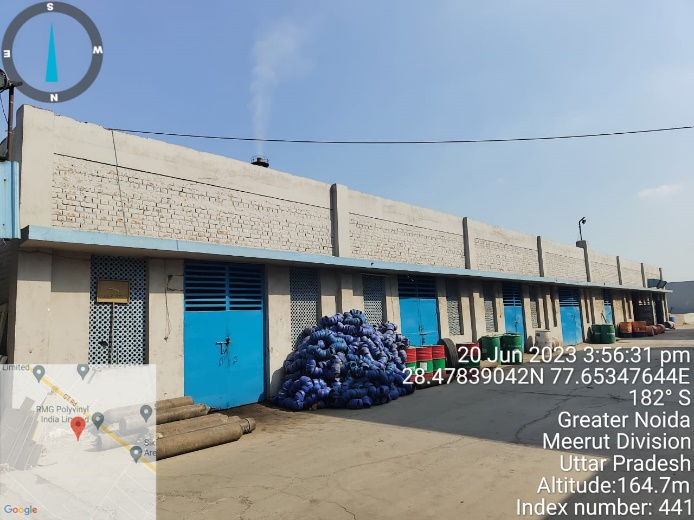 S
E
W
N
20 Jun 2023 3:56:31 pm
28.47839042N 77.65347644E
182° S
Greater Noida
Meerut Division
Uttar Pradesh
Altitude:164.7m
Index number: 441
Limited
RMG Polyvinyl
India Limited
Google